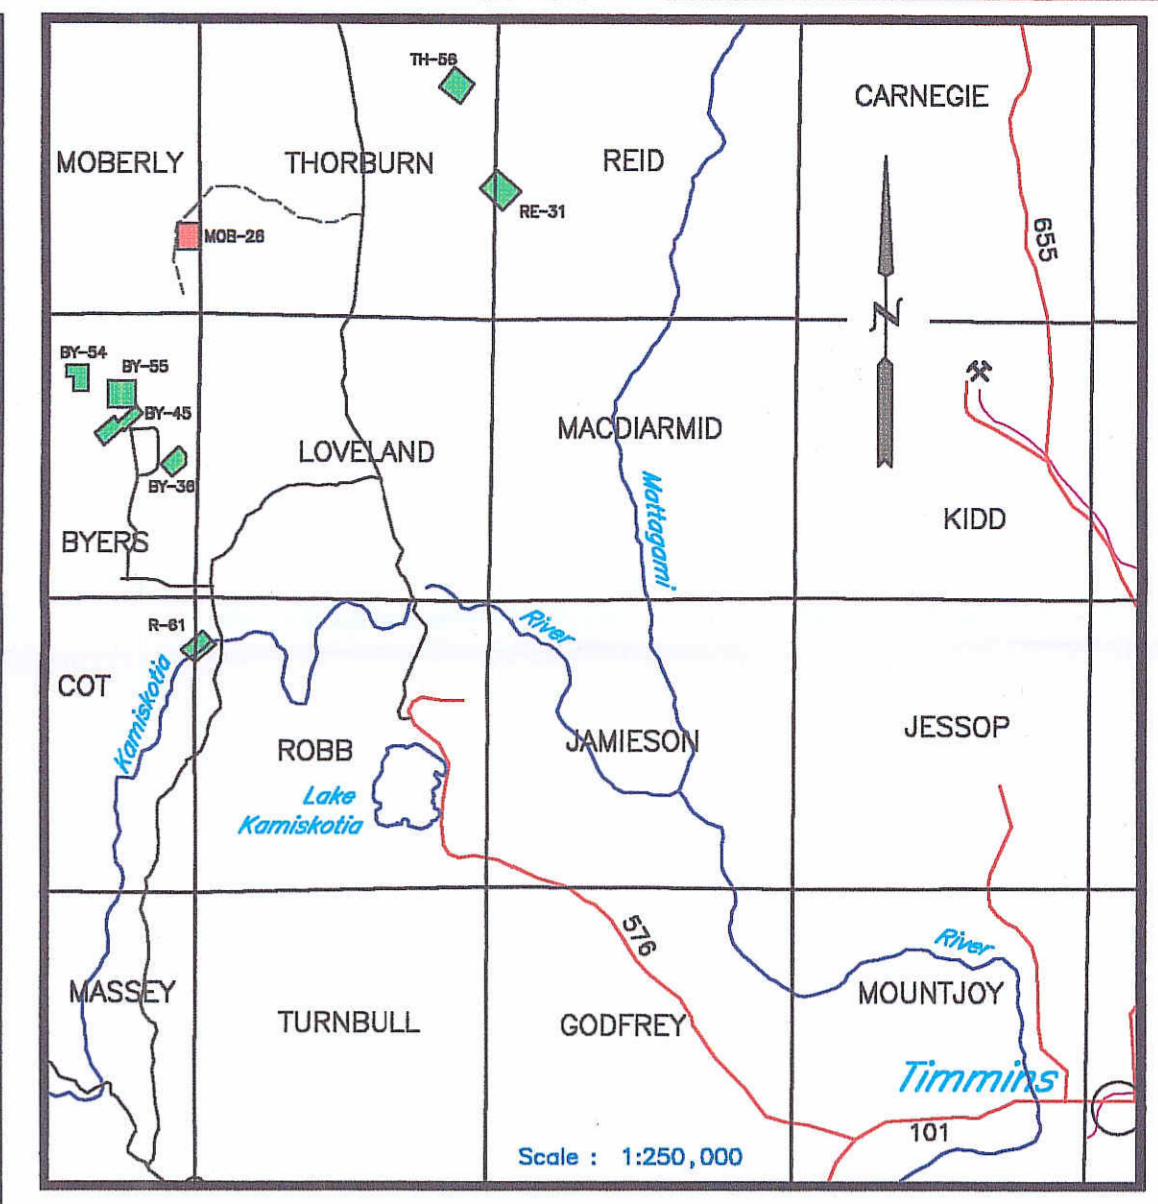 TH-56
CARNEGIE
MOBERLY
THORBURN
REID
RE-31
MOB-26
655
N
BY-54
BY-55
BY-45
MACDIARMID
LOVELAND
BY-36
Mattagami
KIDD
BYERS
R-61
River
COT
Kamiskotia
JESSOP
ROBB
JAMIESON
Lake
Kamiskotia
576
River
MASSEY
MOUNTJOY
TURNBULL
GODFREY
Timmins
101
Scale : 1:250,000